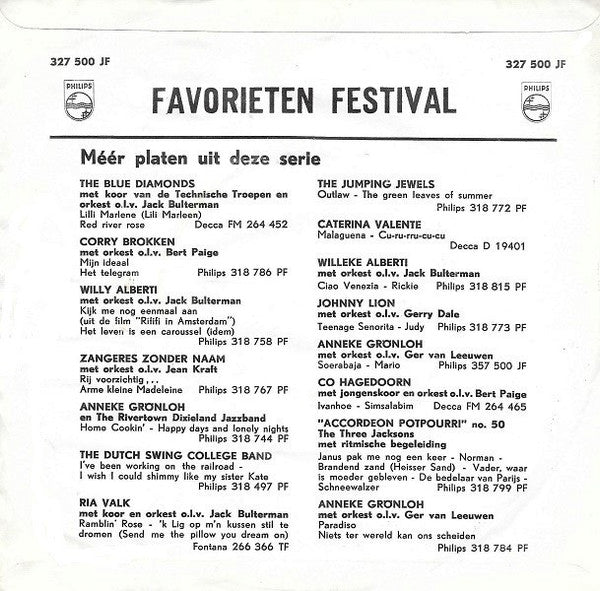 327 500 JF
327 500 JF
PHILIPS
PHILIPS
FAVORIETEN FESTIVAL
Méér platen uit deze serie
THE BLUE DIAMONDS
met koor van de Technische Troepen en
orkest o.l.v. Jack Bulterman
Lilli Marlene (Lili Marleen)
Red river rose Decca FM 264 452
CORRY BROKKEN
met orkest o.l.v. Bert Paige
Mijn ideaal
Het telegram Philips 318 786 PF
WILLY ALBERTI
met orkest o.l.v. Jack Bulterman
Kijk me nog eenmaal aan
(uit de film "Rififi in Amsterdam")
Het leven is een carroussel (idem)
Philips 318 758 PF
ZANGERES ZONDER NAAM
met orkest o.l.v. Jean Kraft
Rij voorzichtig...
Arme kleine Madeleine Philips 318 767 PF
ANNEKE GRÖNLOH
en The Rivertown Dixieland Jazzband
Home Cookin' - Happy days and lonely nights
Philips 318 744 PF
THE DUTCH SWING COLLEGE BAND
I've been working on the railroad -
I wish I could shimmy like my sister Kate
Philips 318 497 PF
RIA VALK
met koor en orkest o.l.v. Jack Bulterman
Ramblin' Rose - 'k Lig op m'n kussen stil te
dromen (Send me the pillow you dream on)
Fontana 266 366 TF
THE JUMPING JEWELS
Outlaw - The green leaves of summer
Philips 318 772 PF
CATERINA VALENTE
Malaguena - Cu-ru-rru-cu-cu
Decca D 19401
WILLEKE ALBERTI
met orkest o.l.v. Jack Bulterman
Ciao Venezia - Rickie Philips 318 815 PF
JOHNNY LION
met orkest o.l.v. Gerry Dale
Teenage Senorita - Judy Philips 318 773 PF
ANNEKE GRÖNLOH
met orkest o.l.v. Ger van Leeuwen
Soerabaja - Mario Philips 357 500 JF
CO HAGEDOORN
met jongenskoor en orkest o.l.v. Bert Paige
Ivanhoe - Simsalabim Decca FM 264 465
"ACCORDEON POTPOURRI" no. 50
The Three Jacksons
met ritmische begeleiding
Janus pak me nog een keer - Norman -
Brandend zand (Heisser Sand) - Vader, waar
is moeder gebleven - De bedelaar van Parijs -
Schneewalzer Philips 318 799 PF
ANNEKE GRÖNLOH
met orkest o.l.v. Ger van Leeuwen
Paradiso
Niets ter wereld kan ons scheiden
Philips 318 784 PF